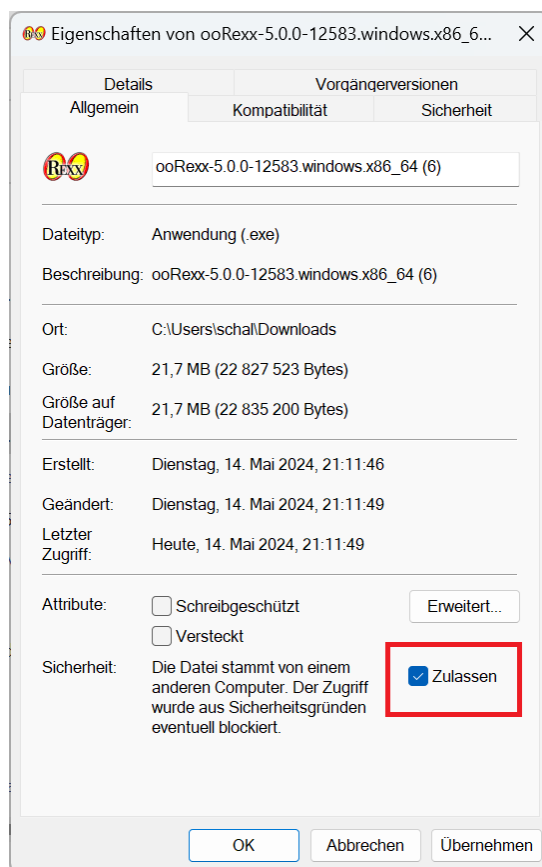 Eigenschaften von ooRexx-5.0.0-12583.windows.x86_6...
Details Vorgängerversionen
Allgemein Kompatibilität Sicherheit
REXX ooRexx-5.0.0-12583.windows.x86_64 (6)
Dateityp: Anwendung (.exe)
Beschreibung: ooRexx-5.0.0-12583.windows.x86_64 (6)
Ort: C:\Users\schal\Downloads
Größe: 21,7 MB (22 827 523 Bytes)
Größe auf
Datenträger: 21,7 MB (22 835 200 Bytes)
Erstellt: Dienstag, 14. Mai 2024, 21:11:46
Geändert: Dienstag, 14. Mai 2024, 21:11:49
Letzter
Zugriff: Heute, 14. Mai 2024, 21:11:49
Attribute: Schreibgeschützt Erweitert...
Versteckt
Sicherheit: Die Datei stammt von einem
anderen Computer. Der Zugriff
wurde aus Sicherheitsgründen
eventuell blockiert.
Zulassen
OK Abbrechen Übernehmen